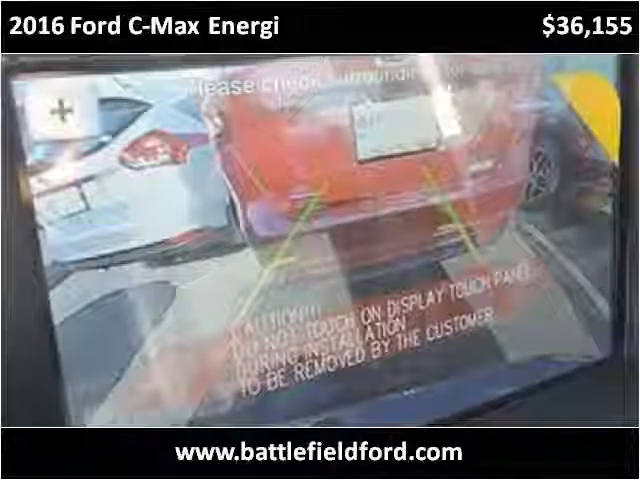 2016 Ford C-Max Energi
$36,155
Please check surroundings for
CAUTION!!!
DO NOT TOUCH ON DISPLAY TOUCH PANEL
DURING INSTALLATION
TO BE REMOVED BY THE CUSTOMER
www.battlefieldford.com